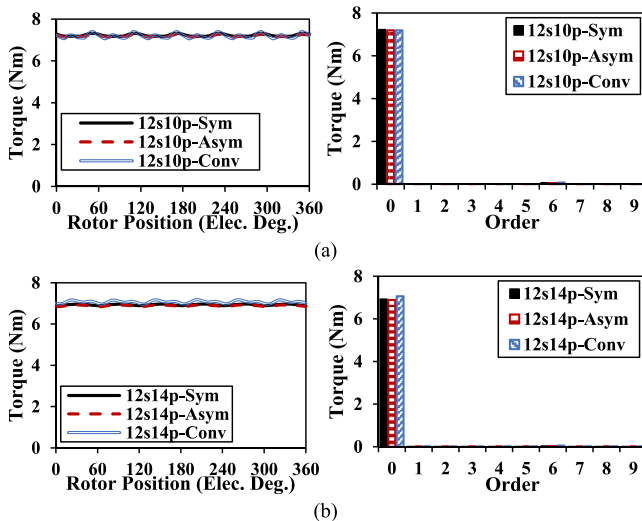 8
6
4
2
0
Torque (Nm)
12s10p-Sym
12s10p-Asym
12s10p-Conv
0 60 120 180 240 300 360
Rotor Position (Elec. Deg.)
8
6
4
2
0
Torque (Nm)
12s10p-Sym
12s10p-Asym
12s10p-Conv
0 1 2 3 4 5 6 7 8 9
Order
(a)
8
6
4
2
0
Torque (Nm)
12s14p-Sym
12s14p-Asym
12s14p-Conv
0 60 120 180 240 300 360
Rotor Position (Elec. Deg.)
8
6
4
2
0
Torque (Nm)
12s14p-Sym
12s14p-Asym
12s14p-Conv
0 1 2 3 4 5 6 7 8 9
Order
(b)